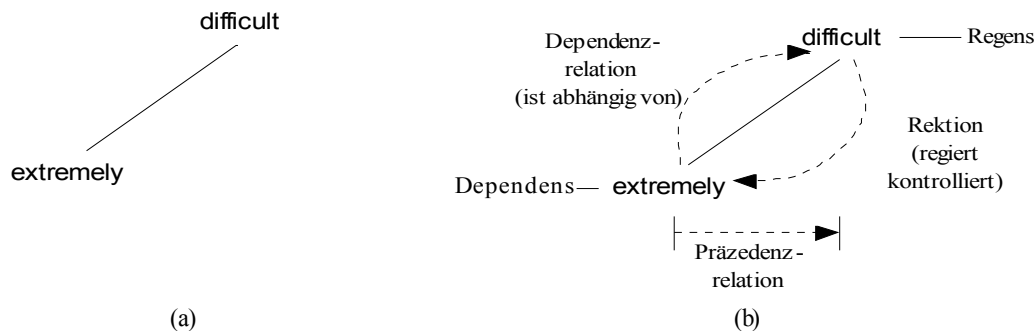 difficult
extremely
(a)
Dependenz-
relation
(ist abhängig von)
difficult
Regens
Rektion
(regiert
kontrolliert)
Dependens
extremely
Präzedenz-
relation
(b)